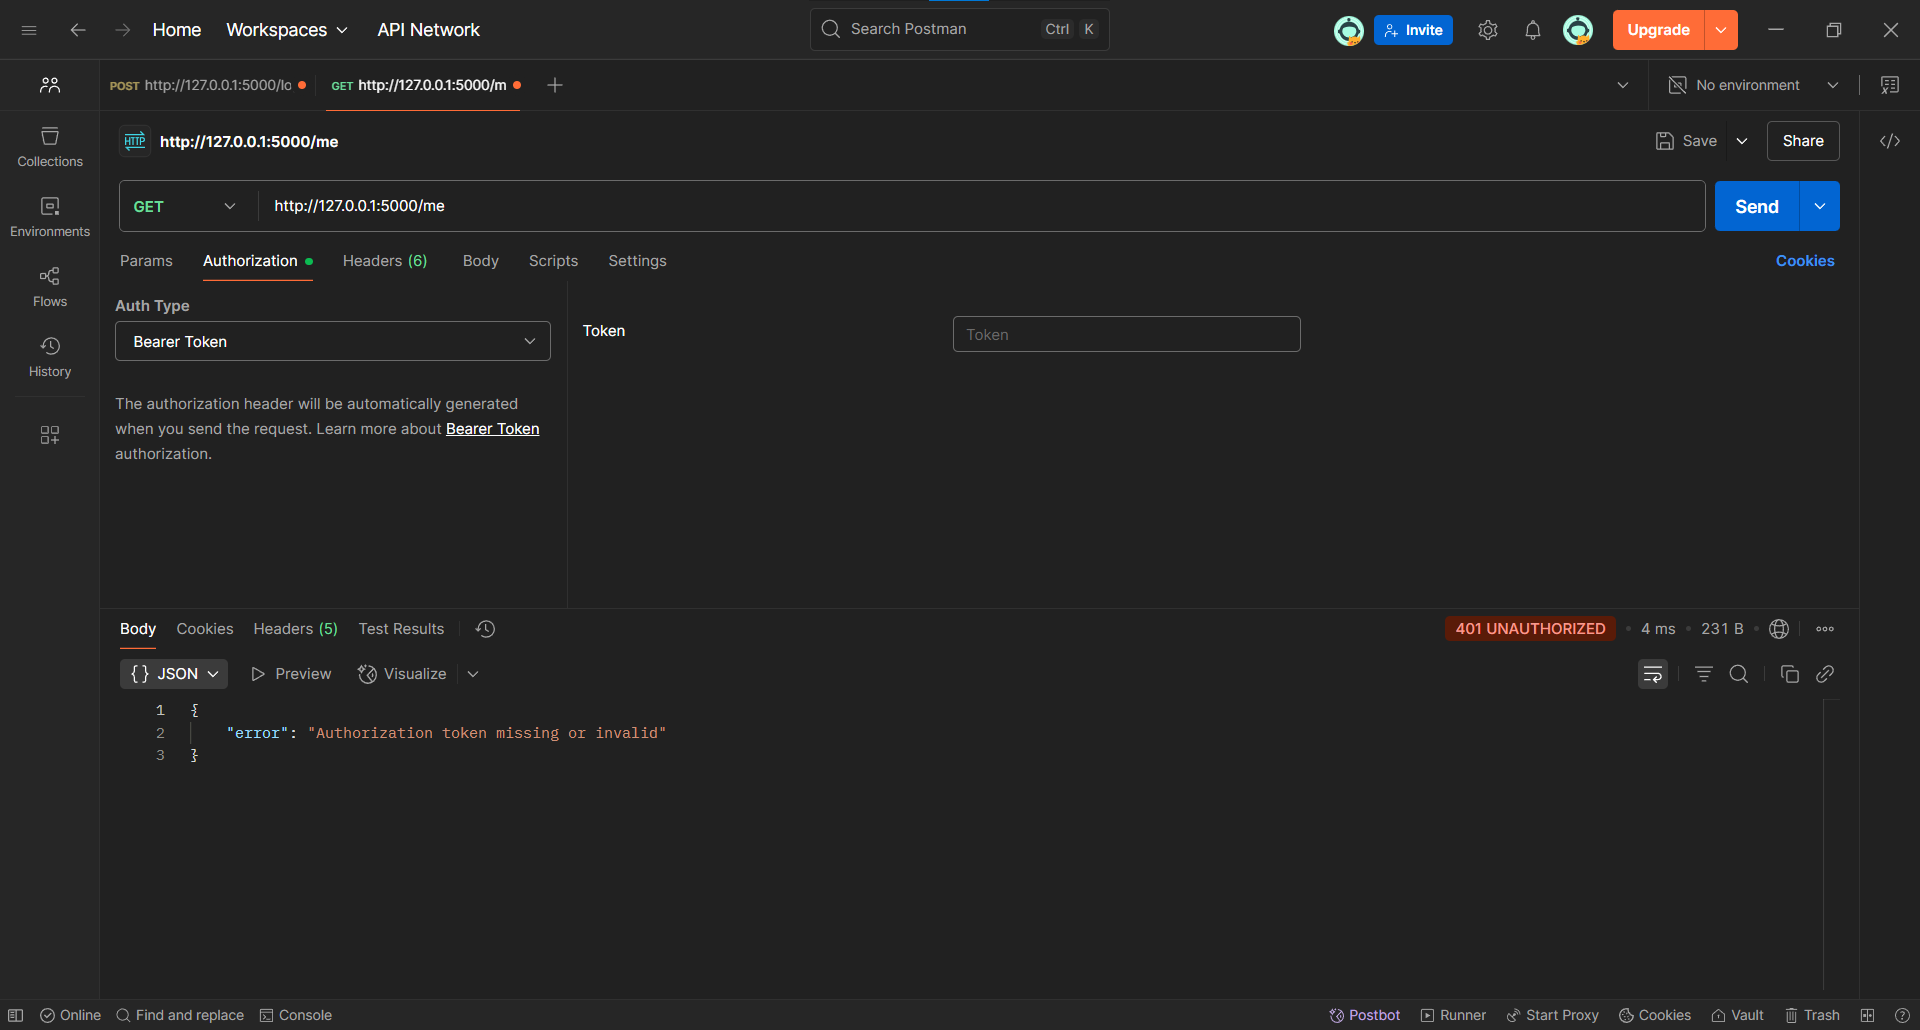 Home Workspaces API Network Search Postman Ctrl K Invite Upgrade
POST http://127.0.0.1:5000/lo GET http://127.0.0.1:5000/m No environment
HTTP http://127.0.0.1:5000/me Save Share
Collections
Environments
Flows
History
GET http://127.0.0.1:5000/me Send
Params Authorization Headers (6) Body Scripts Settings Cookies
Auth Type
Bearer Token
Token Token
The authorization header will be automatically generated
when you send the request. Learn more about Bearer Token
authorization.
Body Cookies Headers (5) Test Results 401 UNAUTHORIZED 4 ms 231 B
{} JSON Preview Visualize
1 {
2 "error": "Authorization token missing or invalid"
3 }
Online Find and replace Console Postbot Runner Start Proxy Cookies Vault Trash